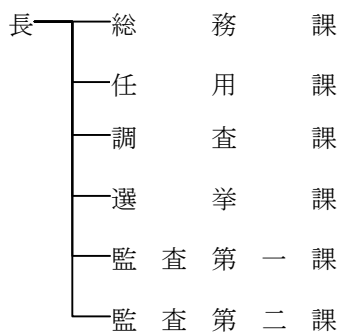 長 総務課
任用課
調査課
選挙課
監査第一課
監査第二課